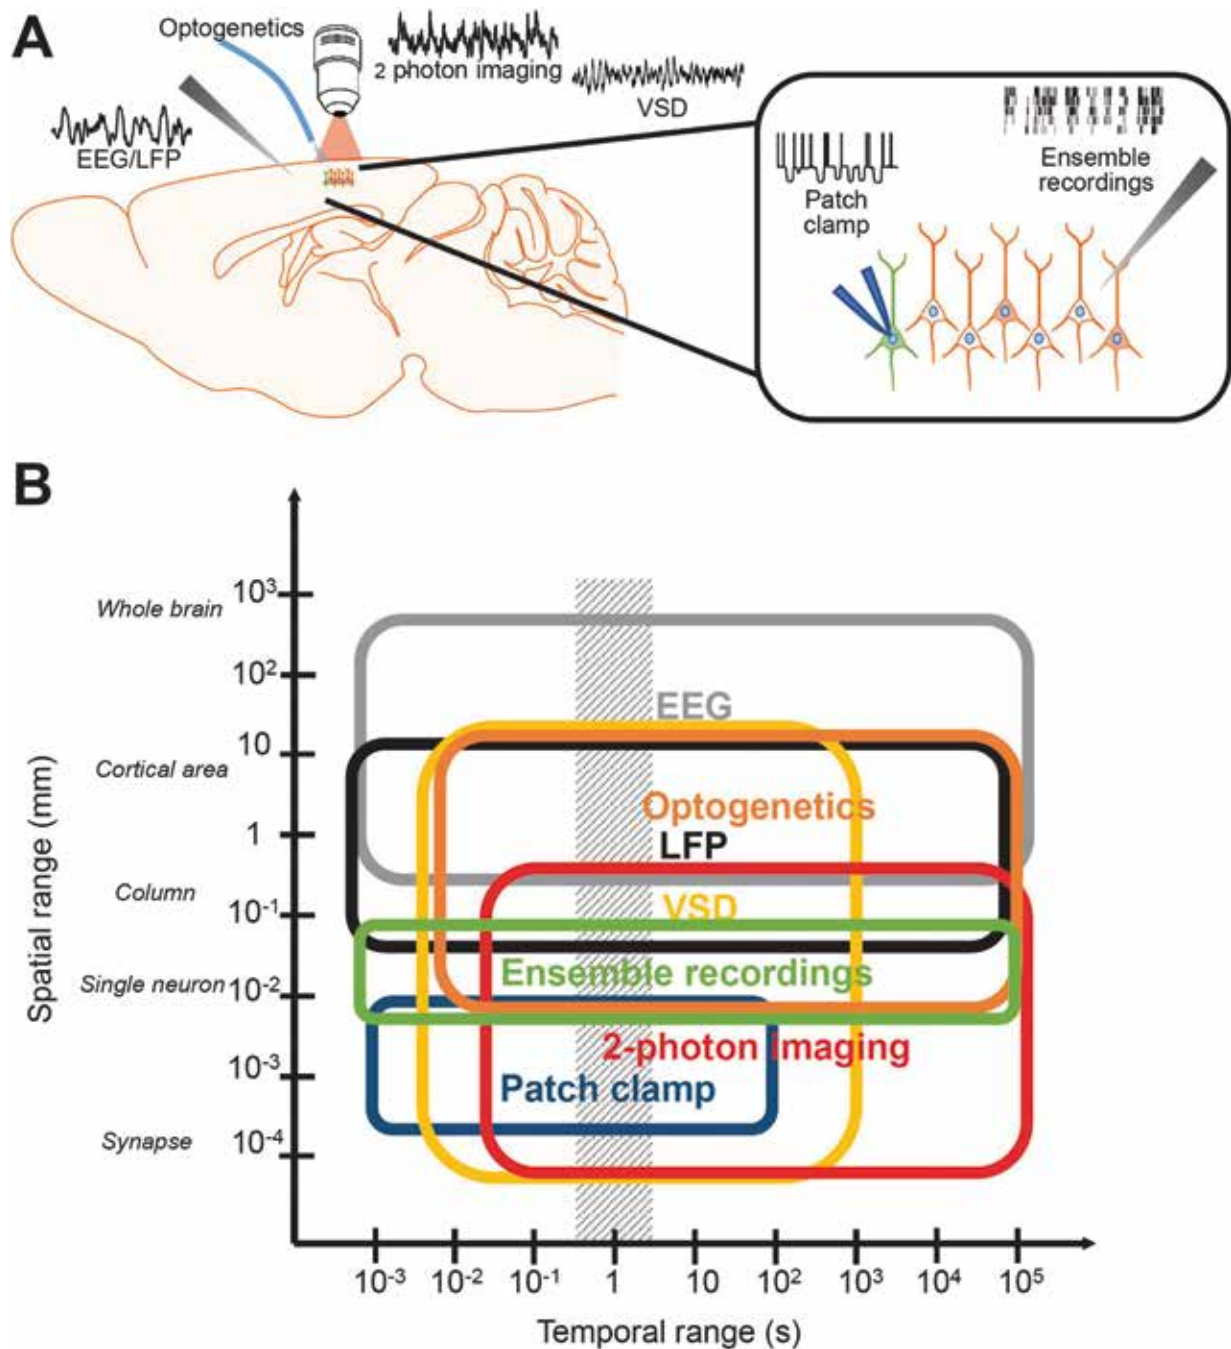 A
Optogenetics
2 photon imaging
VSD
EEG/LFP
Ensemble
recordings
Patch
clamp
B
Spatial range (mm)
Whole brain
Cortical area
Column
Single neuron
Synapse
10³
10²
10
1
10⁻¹
10⁻²
10⁻³
10⁻⁴
EEG
Optogenetics
LFP
VSD
Ensemble recordings
2-photon imaging
Patch clamp
10⁻³ 10⁻² 10⁻¹ 1 10 10² 10³ 10⁴ 10⁵
Temporal range (s)